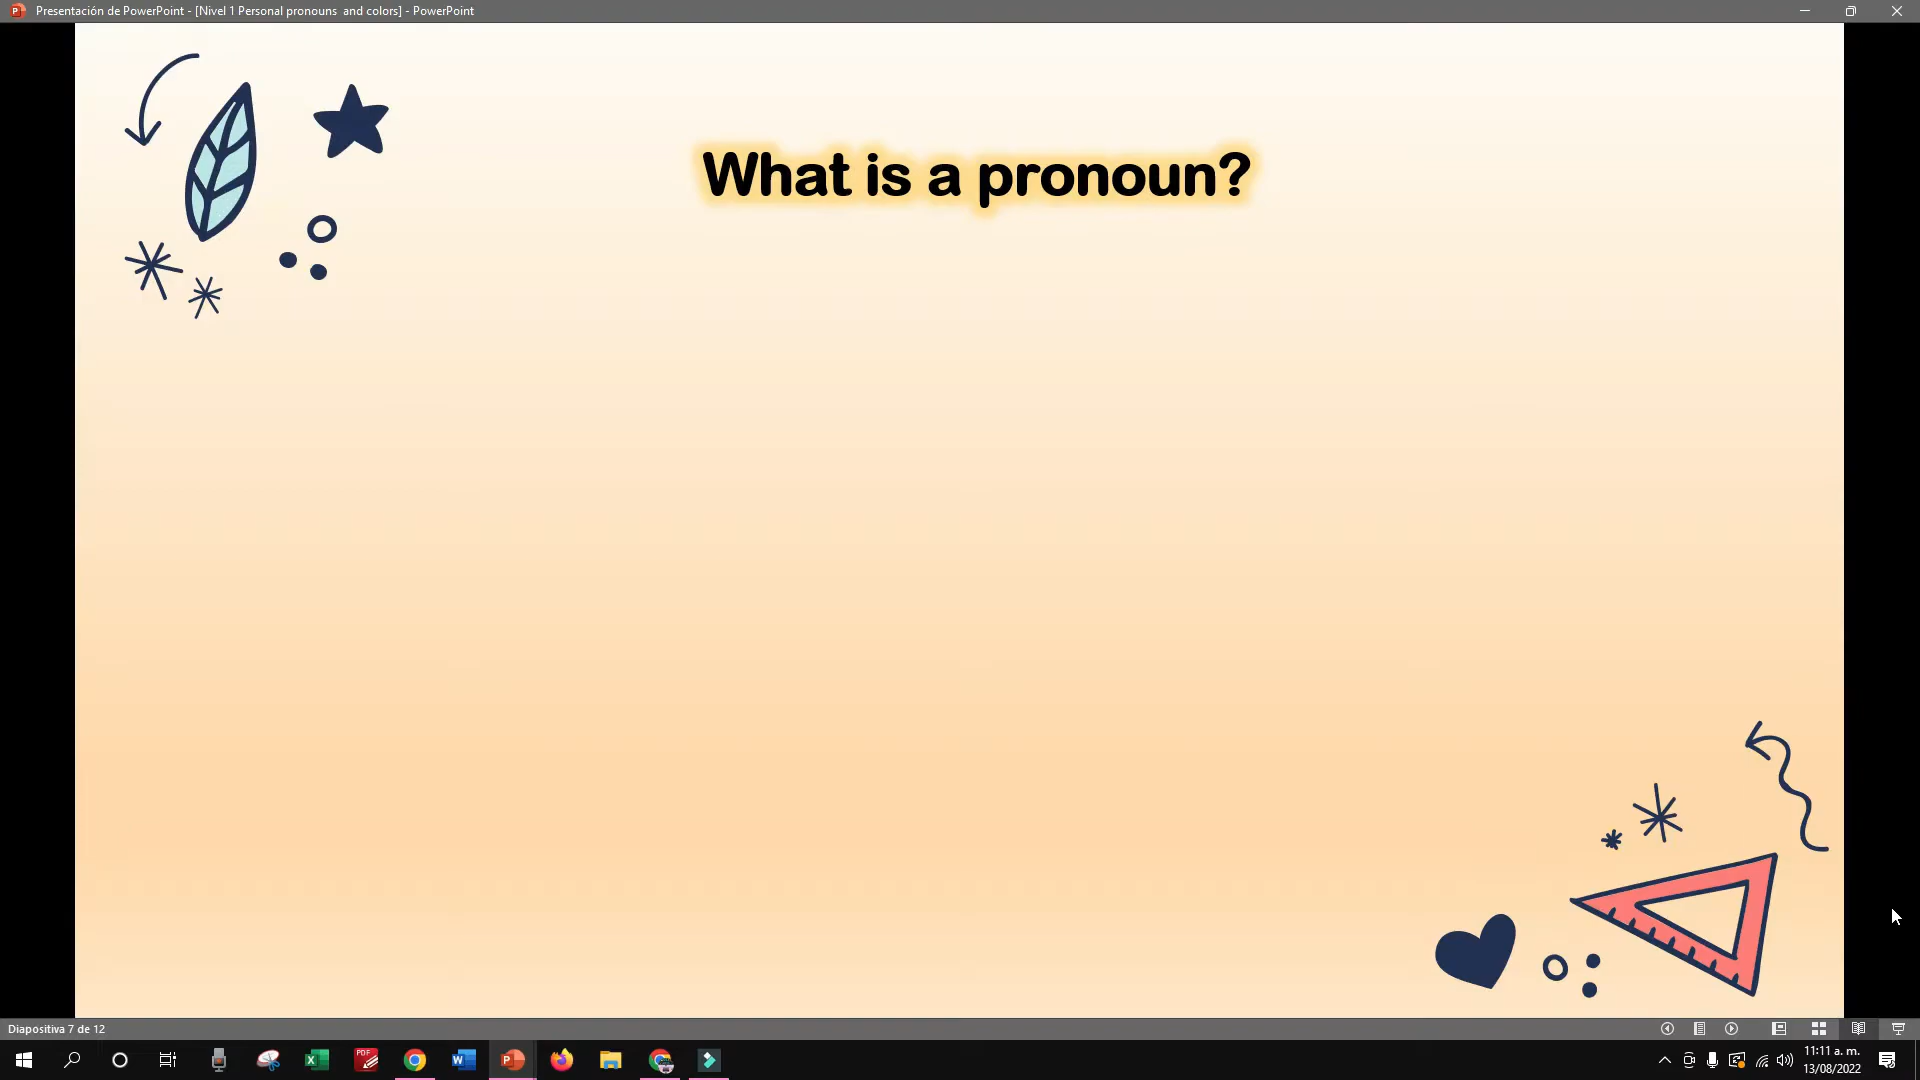 Presentación de PowerPoint - [Nivel 1 Personal pronouns  and colors] - PowerPoint
What is a pronoun?
Diapositiva 7 de 12
11:11 a. m.
13/08/2022